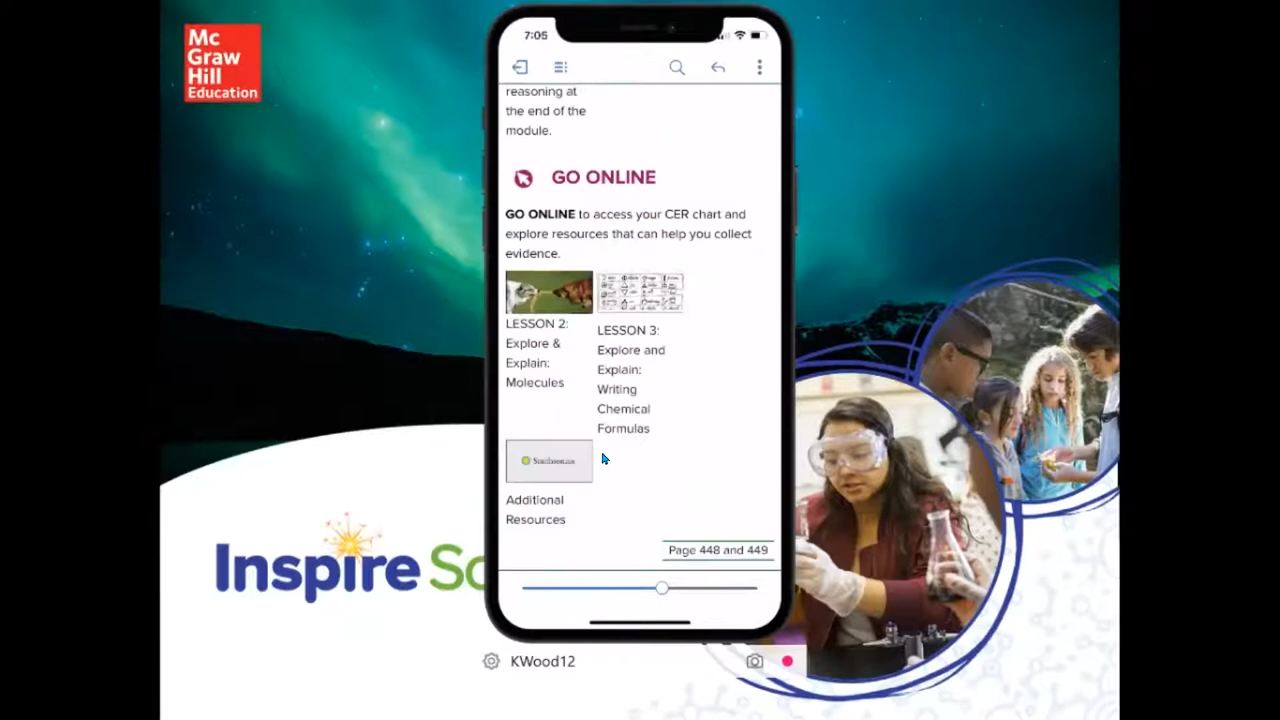 Mc
Graw
Hill
Education
7:05
reasoning at
the end of the
module.
GO ONLINE
GO ONLINE to access your CER chart and
explore resources that can help you collect
evidence.
LESSON 2:
Explore &
Explain:
Molecules
LESSON 3:
Explore and
Explain:
Writing
Chemical
Formulas
Smithsonian
Additional
Resources
Page 448 and 449
Inspire Sc
KWood12